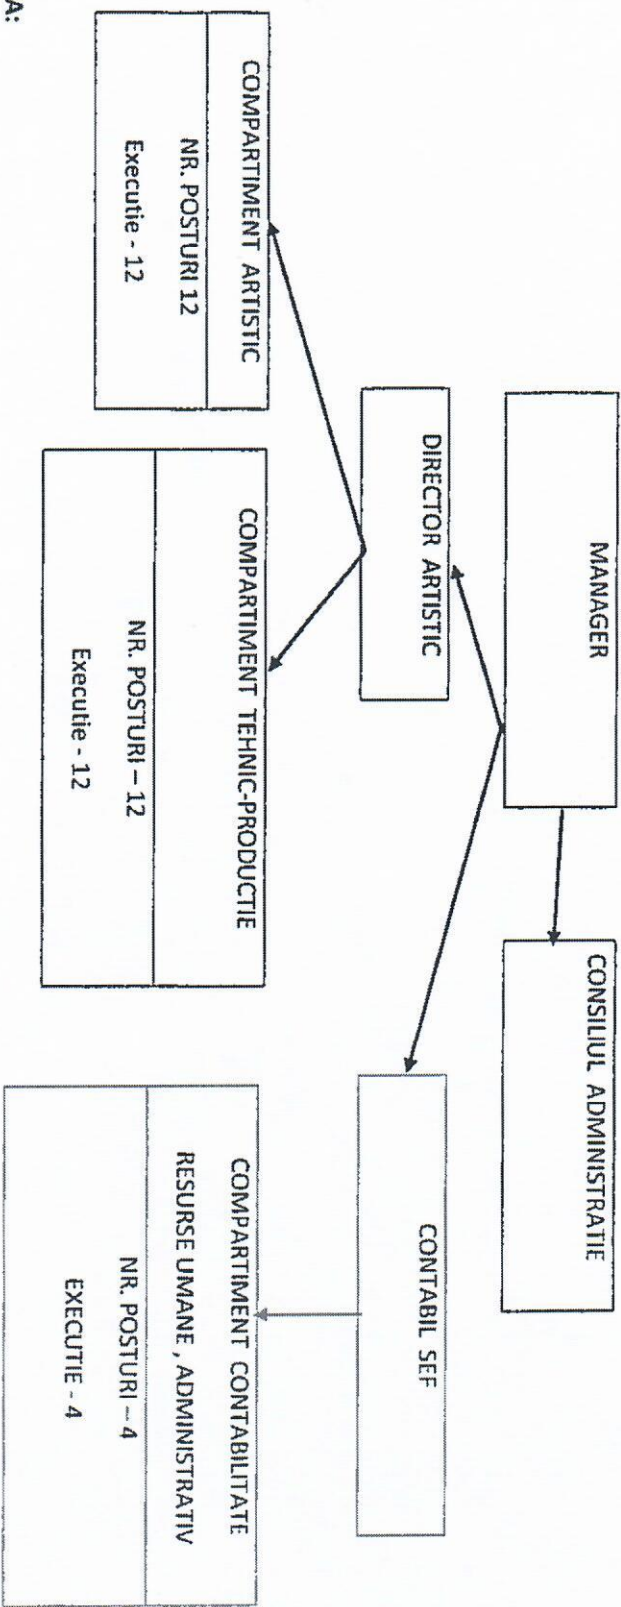 MANAGER
CONSILIUL ADMINISTRATIE
DIRECTOR ARTISTIC
CONTABIL SEF
COMPARTIMENT ARTISTIC
NR. POSTURI 12
Executie - 12
COMPARTIMENT TEHNIC-PRODUCTIE
NR. POSTURI – 12
Executie - 12
COMPARTIMENT CONTABILITATE
RESURSE UMANE , ADMINISTRATIV
NR. POSTURI – 4
EXECUTIE - 4
A: